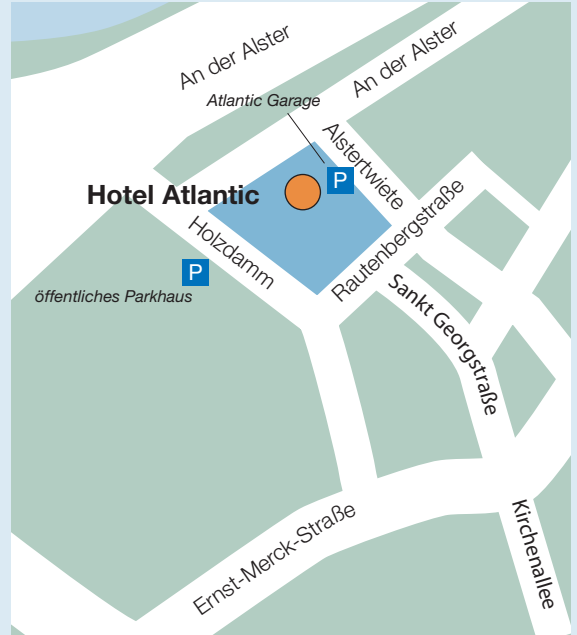 An der Alster
An der Alster
Atlantic Garage
Alstertwiete
P
Hotel Atlantic
Rautenbergstraße
Holzdamm
P
öffentliches Parkhaus
Sankt Georgstraße
Ernst-Merck-Straße
Kirchenallee